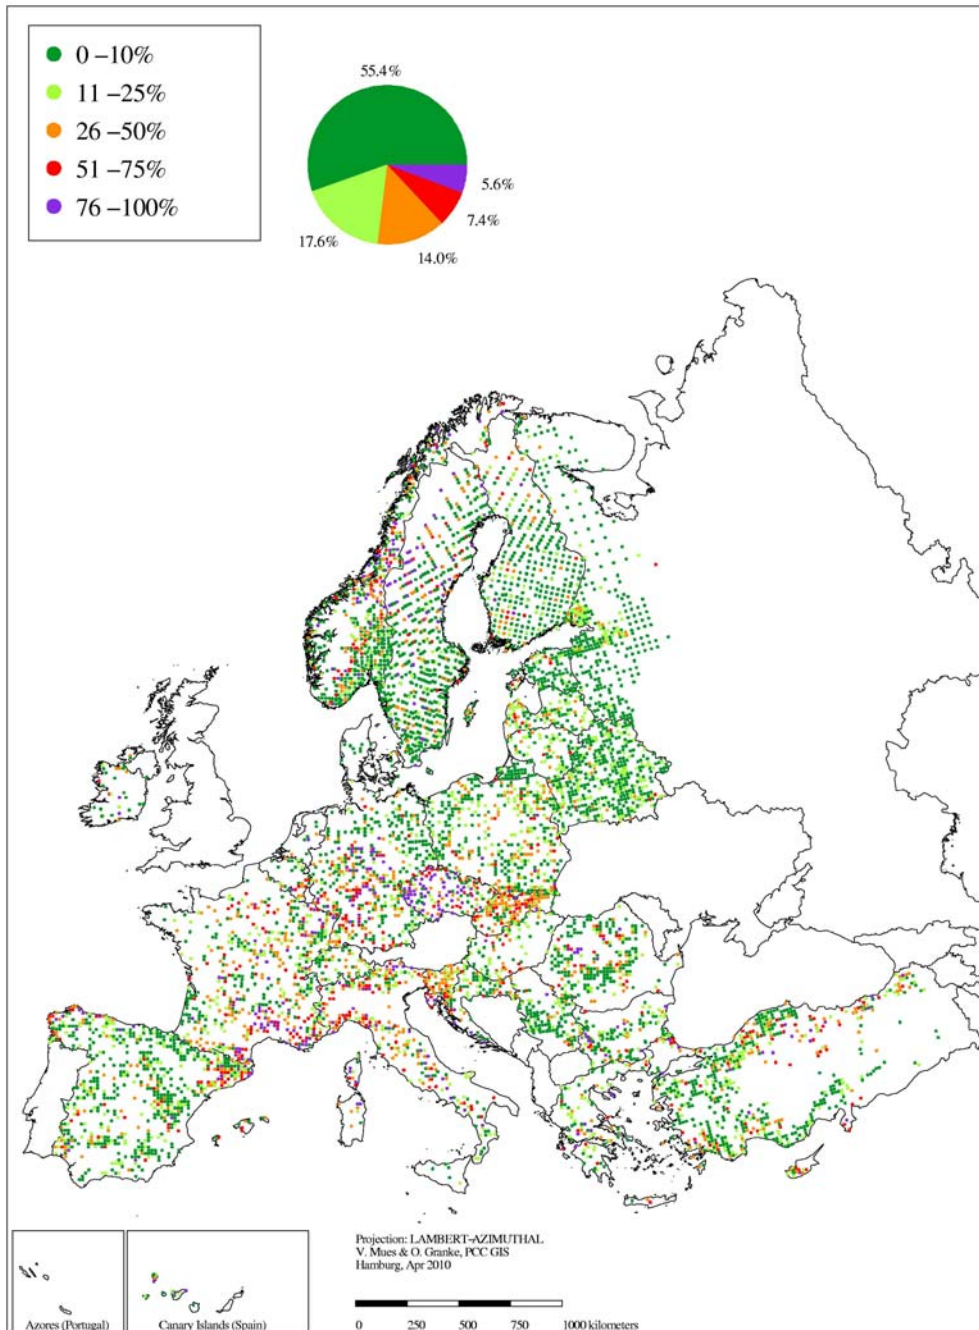 0 –10%
11 –25%
26 –50%
51 –75%
76 –100%
55.4%
5.6%
7.4%
14.0%
17.6%
Projection: LAMBERT-AZIMUTHAL
V. Mues & O. Granke, PCC GIS
Hamburg, Apr 2010
0 250 500 750 1000 kilometers
Azores (Portugal)
Canary Islands (Spain)